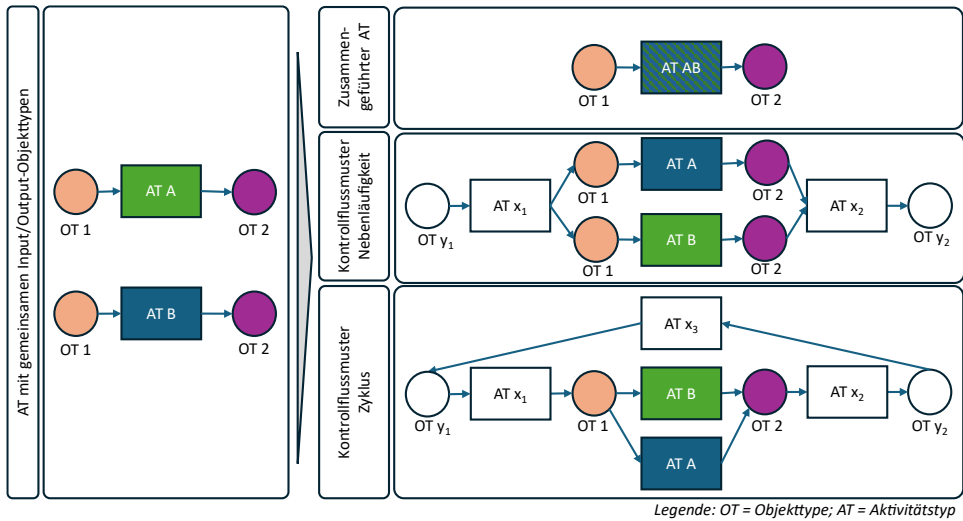 AT mit gemeinsamen Input/Output-Objekttypen
OT 1
AT A
OT 2
OT 1
AT B
OT 2
Zusammen-
geführter AT
OT 1
AT AB
OT 2
Kontrollflussmuster
Nebenläufigkeit
OT y₁
AT x₁
OT 1
AT A
OT 2
OT 1
AT B
OT 2
AT x₂
OT y₂
Kontrollflussmuster
Zyklus
AT x₃
OT y₁
AT x₁
OT 1
AT B
OT 2
AT x₂
OT y₂
AT A
Legende: OT = Objekttype; AT = Aktivitätstyp